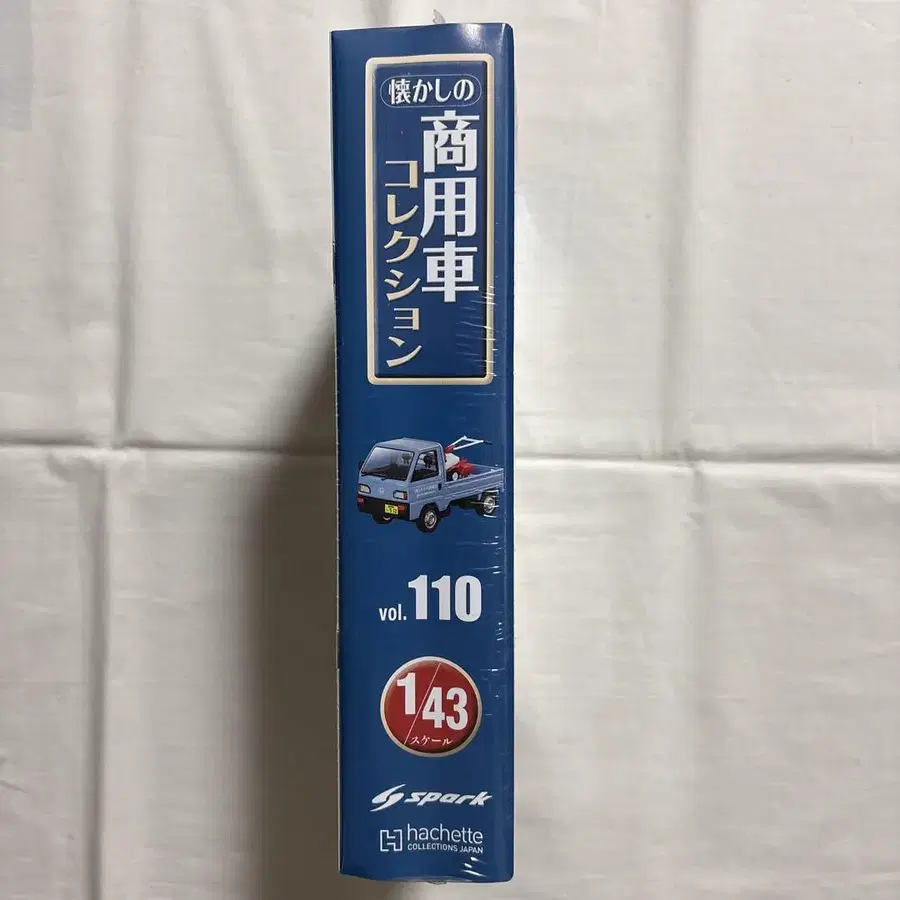 懐かしの
商用車
コレクション
vol. 110
1/43
スケール
spark
hachette
COLLECTIONS JAPAN